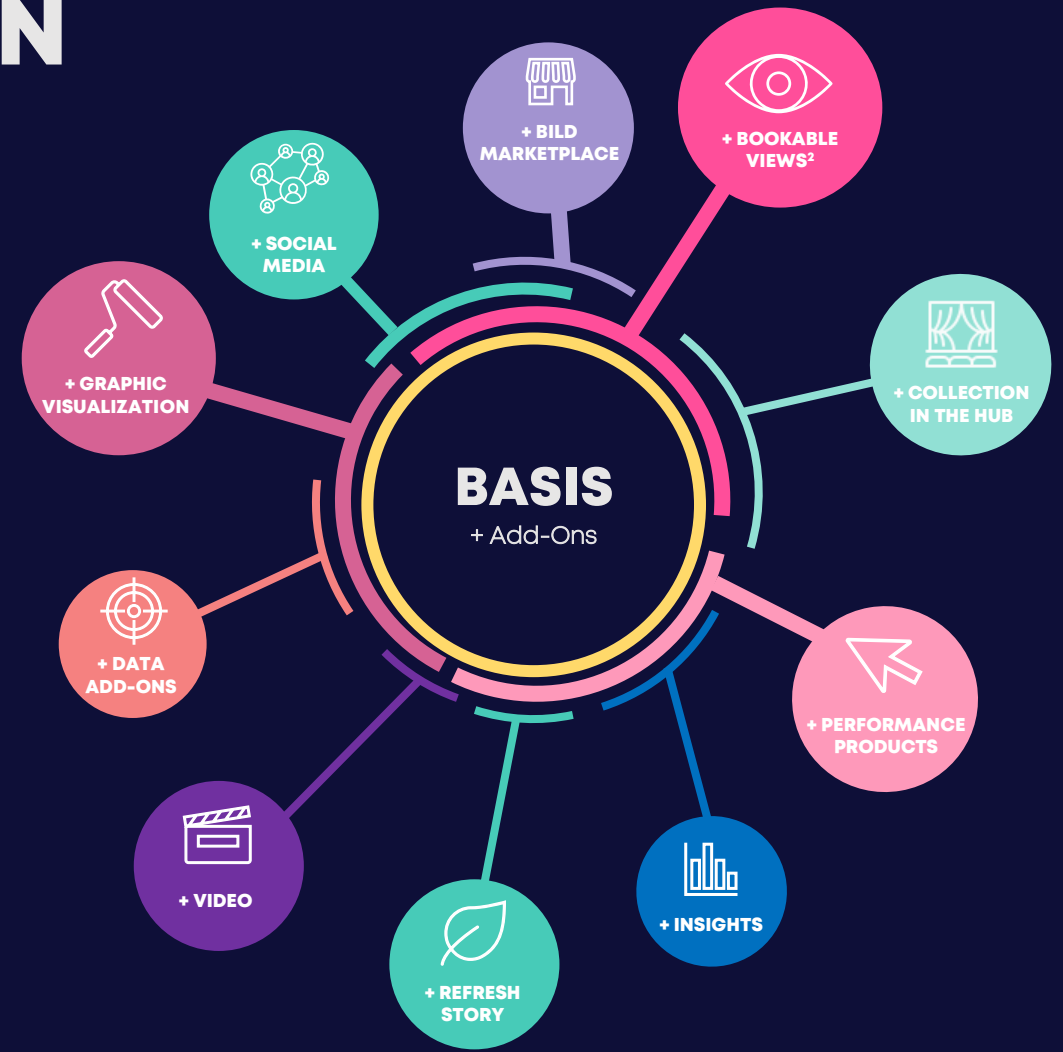 N
+ BILD
MARKETPLACE
+ BOOKABLE
VIEWS²
+ SOCIAL
MEDIA
+ GRAPHIC
VISUALIZATION
+ COLLECTION
IN THE HUB
BASIS
+ Add-Ons
+ DATA
ADD-ONS
+ PERFORMANCE
PRODUCTS
+ VIDEO
+ INSIGHTS
+ REFRESH
STORY